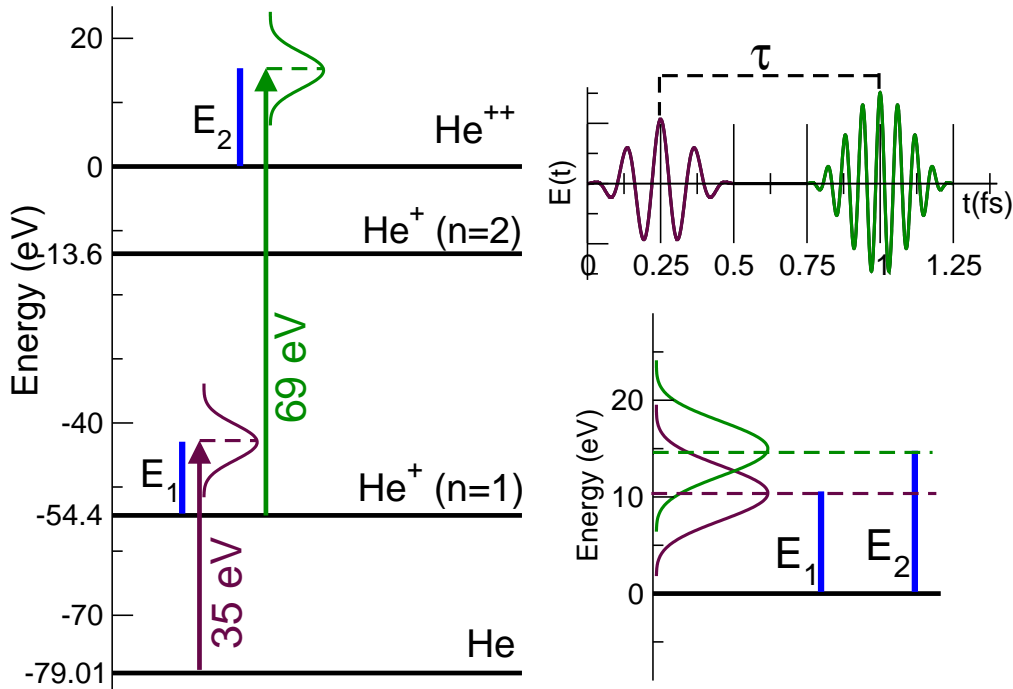 Energy (eV)
20
0
-13.6
-40
-54.4
-70
-79.01
E2
He++
He+ (n=2)
69 eV
E1
He+ (n=1)
35 eV
He
τ
E(t)
t(fs)
0
0.25
0.5
0.75
1
1.25
Energy (eV)
20
10
0
E1
E2